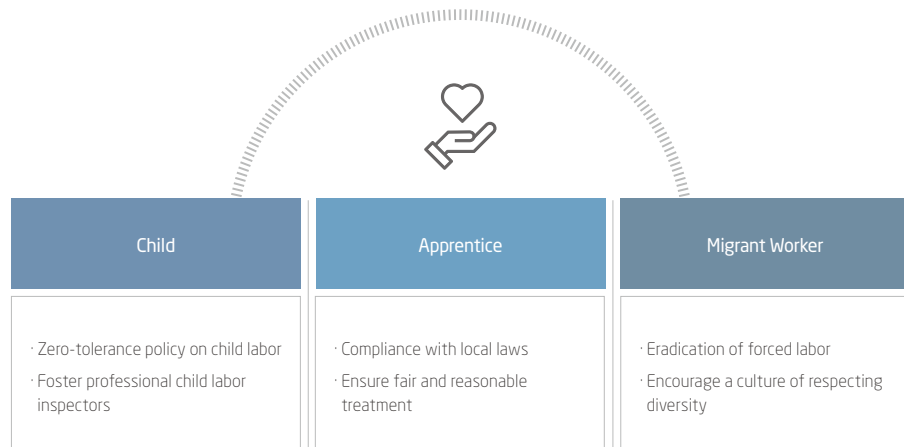 Child
· Zero-tolerance policy on child labor
· Foster professional child labor
inspectors
Apprentice
· Compliance with local laws
· Ensure fair and reasonable
treatment
Migrant Worker
· Eradication of forced labor
· Encourage a culture of respecting
diversity